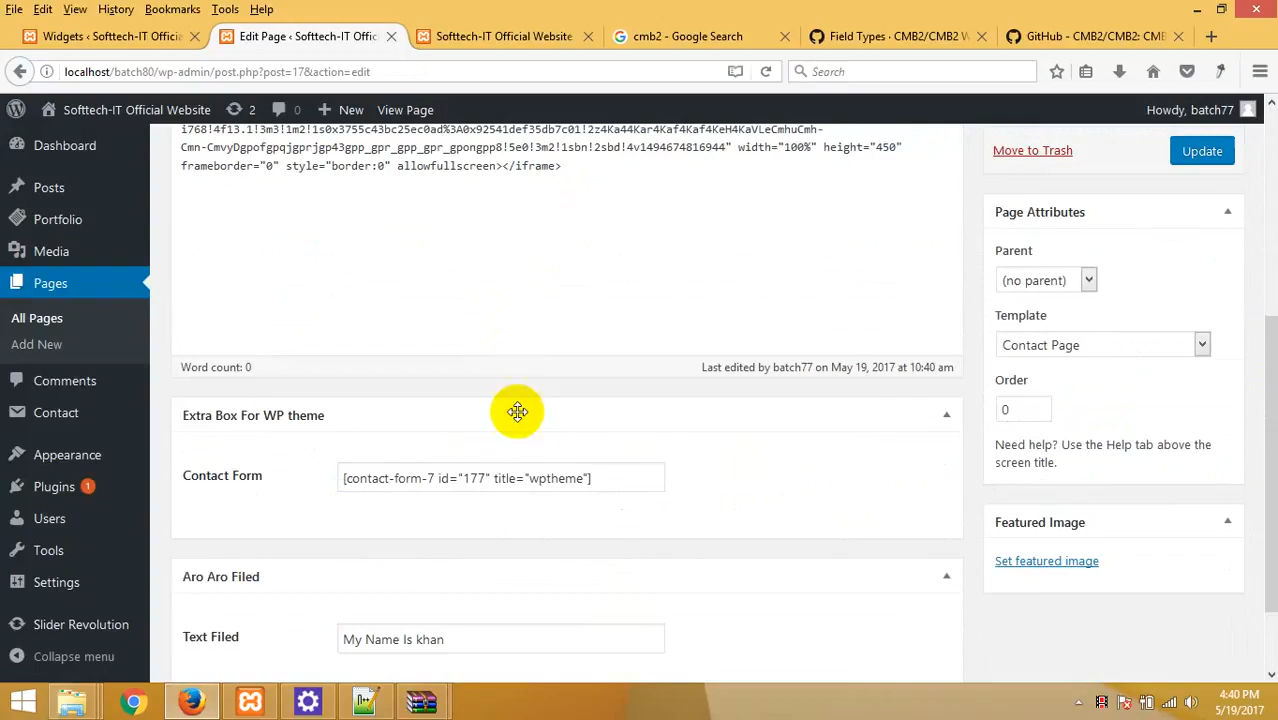 File Edit View History Bookmarks Tools Help
Widgets ‹ Softtech-IT Official
Edit Page ‹ Softtech-IT Offic
Softtech-IT Official Website
cmb2 - Google Search
Field Types · CMB2/CMB2 W
GitHub - CMB2/CMB2: CMB
localhost/batch80/wp-admin/post.php?post=17&action=edit
Search
Softtech-IT Official Website 2 0 New View Page
Howdy, batch77
Dashboard
Posts
Portfolio
Media
Pages
All Pages
Add New
Comments
Contact
Appearance
Plugins 1
Users
Tools
Settings
Slider Revolution
Collapse menu
frameborder="0" style="border:0" allowfullscreen></iframe>
Word count: 0
Last edited by batch77 on May 19, 2017 at 10:40 am
Extra Box For WP theme
Contact Form
[contact-form-7 id="177" title="wptheme"]
Aro Aro Filed
Text Filed
My Name Is khan
Move to Trash
Update
Page Attributes
Parent
(no parent)
Template
Contact Page
Order
0
Need help? Use the Help tab above the
screen title.
Featured Image
Set featured image
4:40 PM
5/19/2017